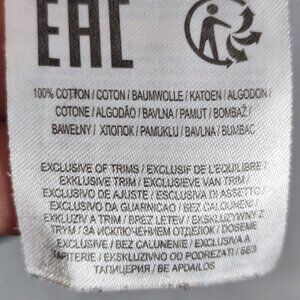 EAC
100% COTTON / COTON / BAUMWOLLE / KATOEN / ALGODON /
COTONE / ALGODÃO / BAVLNA / PAMUT / BOMBAŽ /
BAWEŁNY / ХЛОПОК / PAMUKLU / BAVLNA / BUMBAC
EXCLUSIVE OF TRIMS / EXCLUSIF DE L'EQUILIBRE /
EXKLUSIVE TRIM / EXCLUSIEVE VAN TRIM /
EXCLUSIVO DE AJUSTE / ESCLUSIVA DI ASSETTO /
EXCLUSIVO DA GUARNICAO / BEZ CALOUNENI /
EXKLUZIV A TRIM / BREZ LETEV / EKSKLUZYWNY Z
TRYM / ЗА ИСКЛЮЧЕНИЕМ ОТДЕЛОК / DOSEME
EXCLUSIVE / BEZ CALUNENIE / EXCLUSIVA A
TAPITERIE / EKSKLUZIVNO OD PODREZATI / БЕЗ
ТАПИЦЕРИЯ / BE APDAILOS